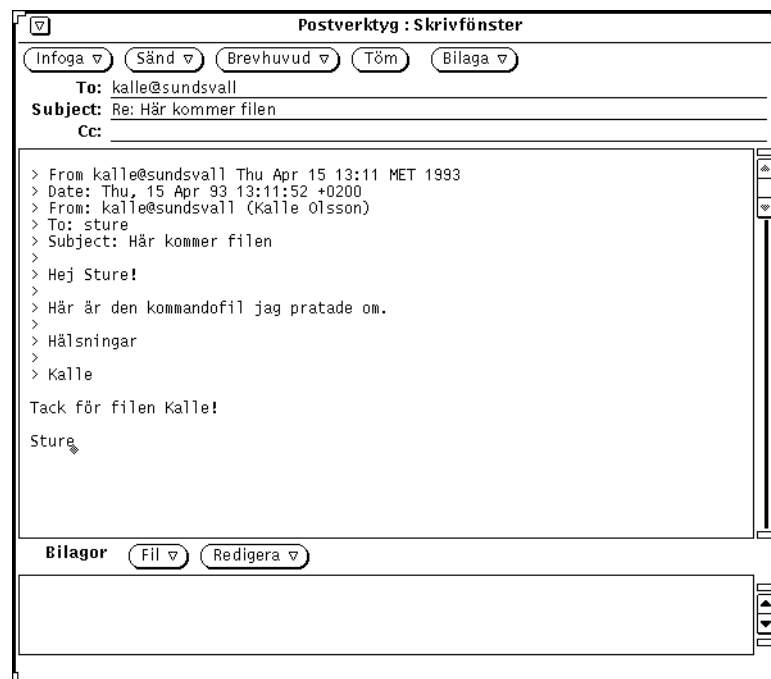 Postverktyg : Skrivfönster
Infoga Sänd Brevhuvud Töm Bilaga
To: kalle@sundsvall
Subject: Re: Här kommer filen
Cc:
> From kalle@sundsvall Thu Apr 15 13:11 MET 1993
> Date: Thu, 15 Apr 93 13:11:52 +0200
> From: kalle@sundsvall (Kalle Olsson)
> To: sture
> Subject: Här kommer filen
>
> Hej Sture!
>
> Här är den kommandofil jag pratade om.
>
> Hälsningar
>
> Kalle
Tack för filen Kalle!
Sture
Bilagor Fil Redigera